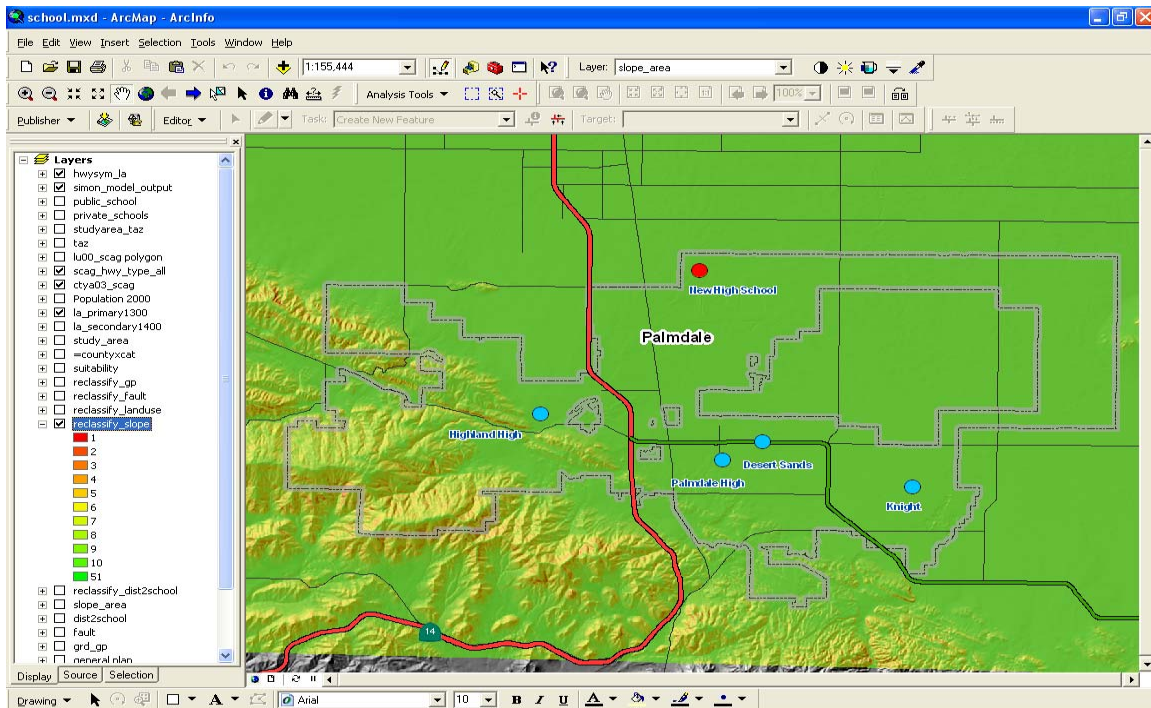 school.mxd - ArcMap - ArcInfo
File Edit View Insert Selection Tools Window Help
1:155,444
Layer: slope_area
Analysis Tools
100%
Publisher
Editor
Task: Create New Feature
Target:
Layers
hwysym_la
simon_model_output
public_school
private_schools
studyarea_taz
taz
lu00_scag polygon
scag_hwy_type_all
ctya03_scag
Population 2000
la_primary1300
la_secondary1400
study_area
=countyxcat
suitability
reclassify_gp
reclassify_fault
reclassify_landuse
reclassify_slope
1
2
3
4
5
6
7
8
9
10
51
reclassify_dist2school
slope_area
dist2school
fault
grd_gp
general plan
Display Source Selection
New High School
Palmdale
Highland High
Desert Sands
Palmdale High
Knight
14
Drawing
A
Arial
10
B I U A